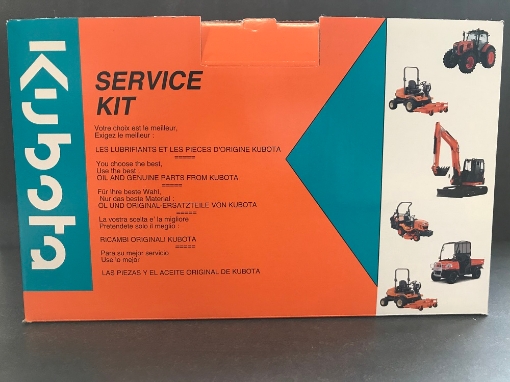 Kubota
SERVICE
KIT
Votre choix est le meilleur,
Exigez le meilleur :
LES LUBRIFIANTS ET LES PIECES D'ORIGINE KUBOTA
=====
You choose the best,
Use the best :
OIL AND GENUINE PARTS FROM KUBOTA
=====
Für Ihre beste Wahl,
Nur das beste Material :
ÖL UND ORIGINAL-ERSATZTEILE VON KUBOTA
=====
La vostra scelta e' la migliore
Pretendete solo il meglio :
RICAMBI ORIGINALI KUBOTA
=====
Para su mejor servicio
Use lo mejor
LAS PIEZAS Y EL ACEITE ORIGINAL DE KUBOTA